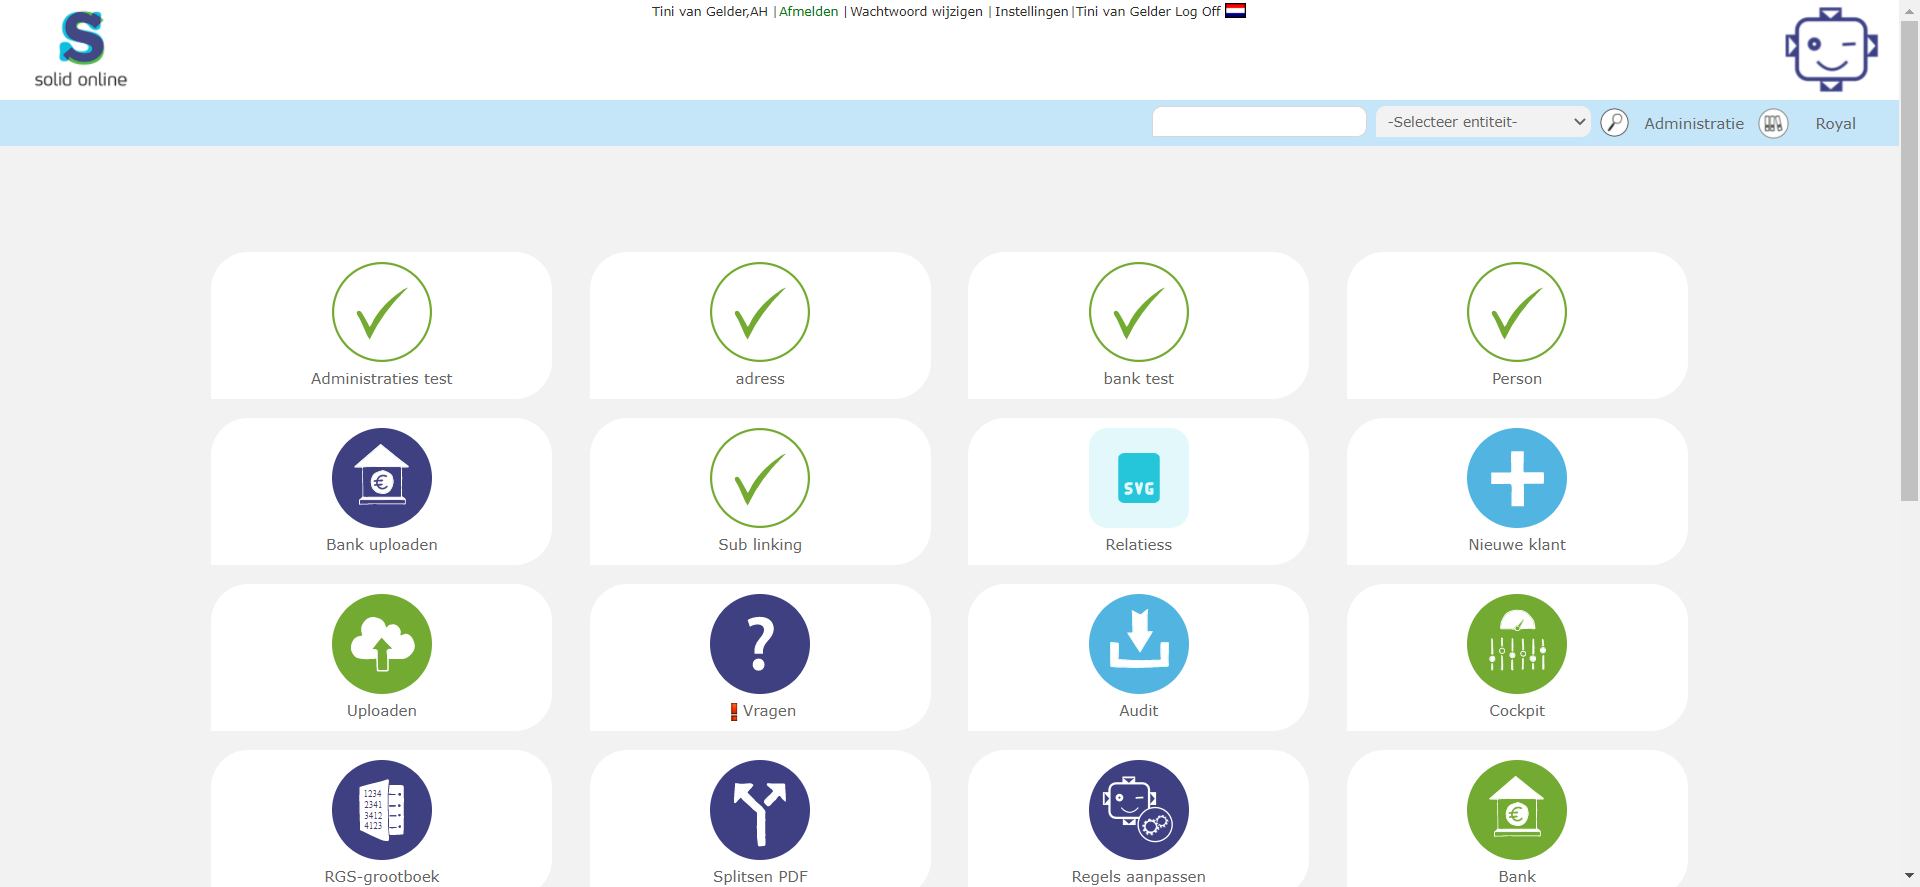 Tini van Gelder,AH |Afmelden |Wachtwoord wijzigen |Instellingen|Tini van Gelder Log Off
S
solid online
-Selecteer entiteit-
Administratie
Royal
Administraties test
adress
bank test
Person
€
Bank uploaden
Sub linking
SVG
Relatiess
Nieuwe klant
Uploaden
?
! Vragen
Audit
Cockpit
1234
2341
3412
4123
RGS-grootboek
Splitsen PDF
Regels aanpassen
€
Bank